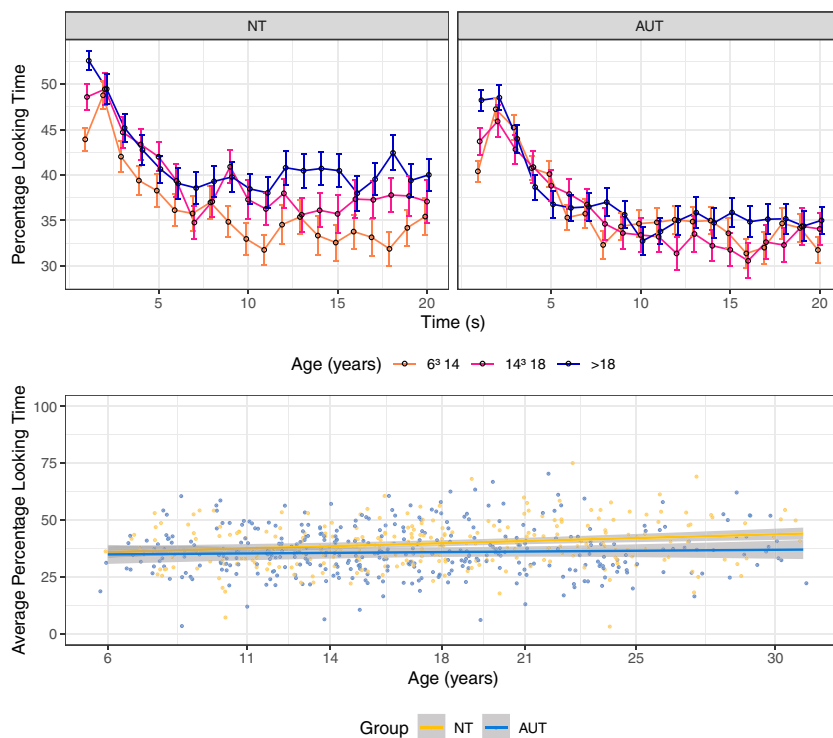 NT AUT
Percentage Looking Time
50
45
40
35
30
5 10 15 20 5 10 15 20
Time (s)
Age (years) 6³ 14 14³ 18 >18
Average Percentage Looking Time
100
75
50
25
0
6 11 14 18 21 25 30
Age (years)
Group NT AUT